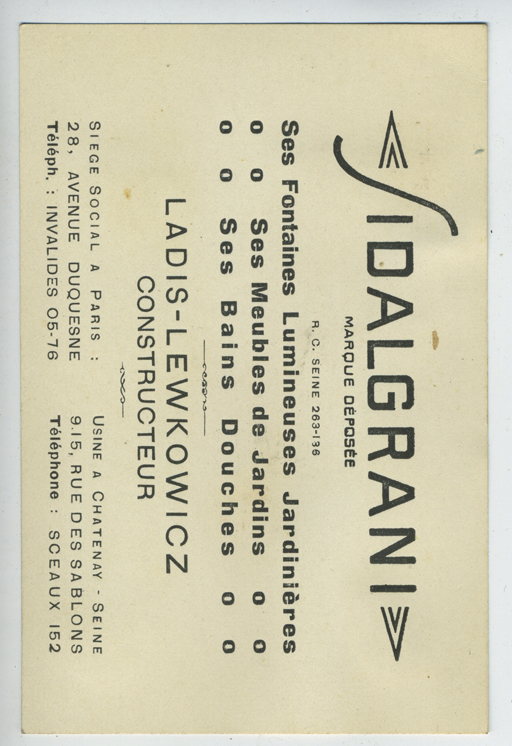 SIDALGRANI
MARQUE DÉPOSÉE
R. C. SEINE 263-136
Ses Fontaines Lumineuses Jardinières
o o Ses Meubles de Jardins o o
o o Ses Bains Douches o o
LADIS-LEWKOWICZ
CONSTRUCTEUR
SIEGE SOCIAL A PARIS :
28, AVENUE DUQUESNE
Téléph. : INVALIDES 05-76
USINE A CHATENAY - SEINE
9-15, RUE DES SABLONS
Téléphone : SCEAUX 152